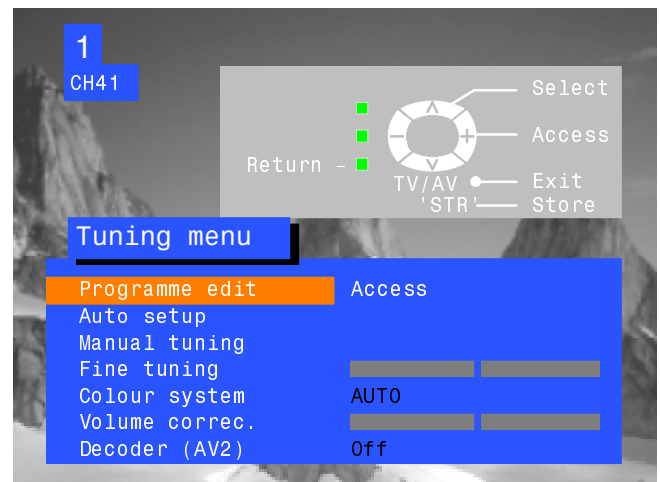 1
CH41
Select
Access
Return –
TV/AV Exit
'STR' Store
Tuning menu
Programme edit Access
Auto setup
Manual tuning
Fine tuning
Colour system AUTO
Volume correc.
Decoder (AV2) Off